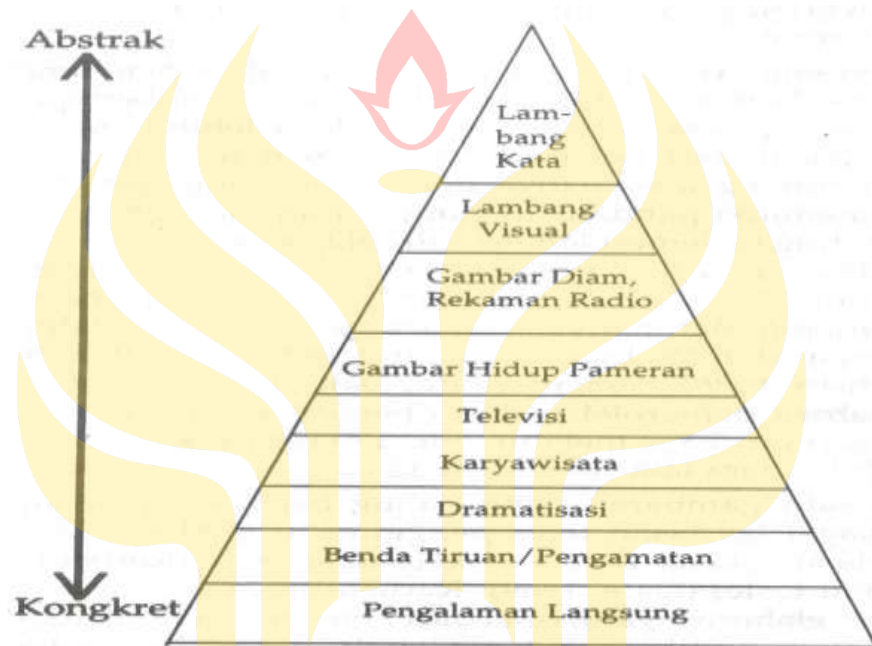 Abstrak
Lam-
bang
Kata
Lambang
Visual
Gambar Diam,
Rekaman Radio
Gambar Hidup Pameran
Televisi
Karyawisata
Dramatisasi
Benda Tiruan/Pengamatan
Kongkret
Pengalaman Langsung